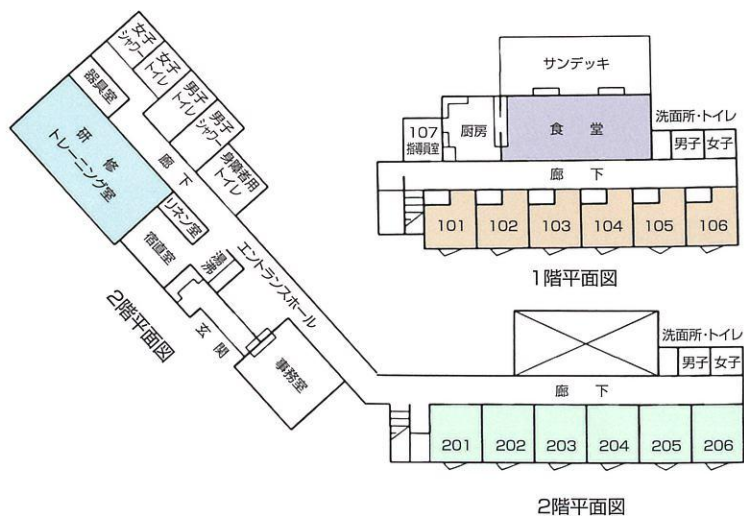 女子
シャワー
女子
トイレ
男子
トイレ
男子
シャワー
身障者用
トイレ
器具室
研修
トレーニング室
廊下
リネン室
宿直室
湯沸
エントランスホール
玄関
事務室
2階平面図
サンデッキ
107
指導員室
厨房
食堂
洗面所・トイレ
男子
女子
廊下
101
102
103
104
105
106
1階平面図
洗面所・トイレ
男子
女子
廊下
201
202
203
204
205
206
2階平面図